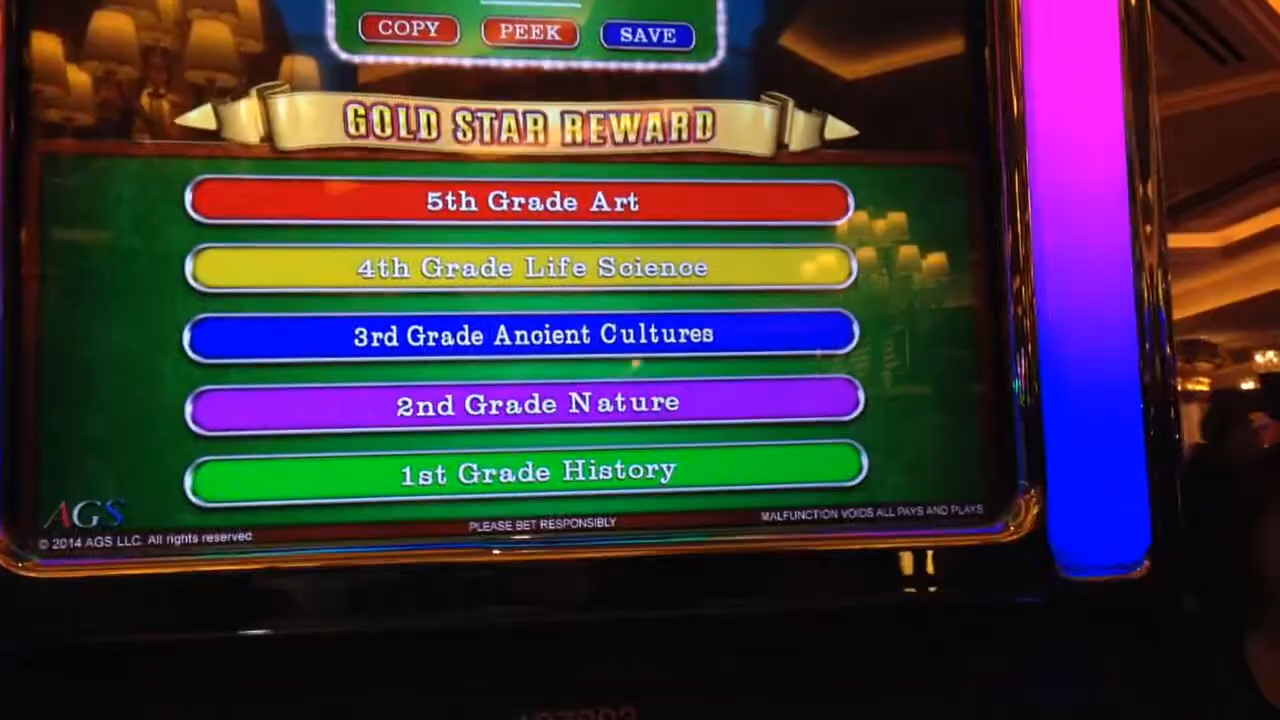 COPY PEEK SAVE
GOLD STAR REWARD
5th Grade Art
4th Grade Life Science
3rd Grade Ancient Cultures
2nd Grade Nature
1st Grade History
AGS
© 2014 AGS LLC. All rights reserved
PLEASE BET RESPONSIBLY
MALFUNCTION VOIDS ALL PAYS AND PLAYS